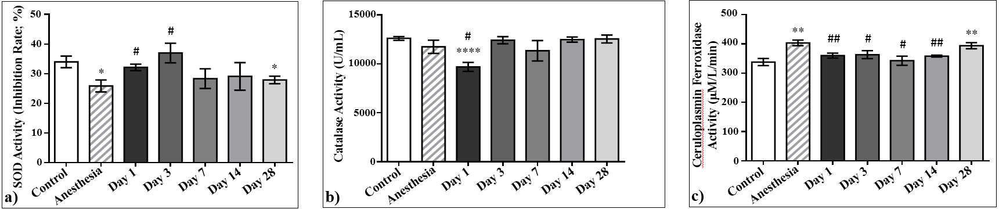 SOD Activity (Inhibition Rate; %)
50
40
30
20
10
0
*
#
#
*
Control
Anesthesia
Day 1
Day 3
Day 7
Day 14
Day 28
a)
Catalase Activity (U/mL)
15000
10000
5000
0
#
****
Control
Anesthesia
Day 1
Day 3
Day 7
Day 14
Day 28
b)
Ceruloplasmin Ferroxidase
Activity (μM/L/min)
500
400
300
200
100
0
**
##
#
#
##
**
Control
Anesthesia
Day 1
Day 3
Day 7
Day 14
Day 28
c)